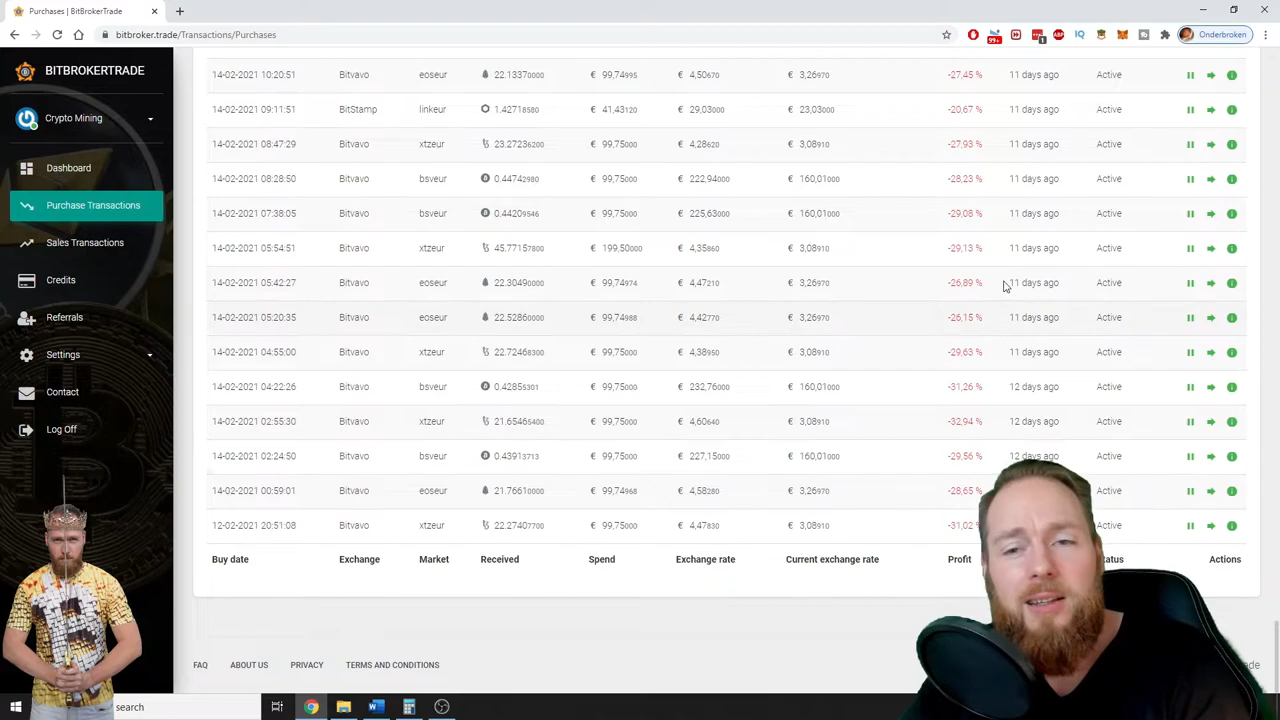 Purchases | BitBrokerTrade
bitbroker.trade/Transactions/Purchases
99+
1
ABP
IQ
Onderbroken
BITBROKERTRADE
Crypto Mining
Dashboard
Purchase Transactions
Sales Transactions
Credits
Referrals
Settings
Contact
Log Off
14-02-2021 10:20:51 Bitvavo eoseur 22.13370000 € 99,74995 € 4,50670 € 3,26970 -27,45 % 11 days ago Active
14-02-2021 09:11:51 BitStamp linkeur 1.42718580 € 41,43120 € 29,03000 € 23,03000 -20,67 % 11 days ago Active
14-02-2021 08:47:29 Bitvavo xtzeur 23.27236200 € 99,75000 € 4,28620 € 3,08910 -27,93 % 11 days ago Active
14-02-2021 08:28:50 Bitvavo bsveur 0.44742980 € 99,75000 € 222,94000 € 160,01000 -28,23 % 11 days ago Active
14-02-2021 07:38:05 Bitvavo bsveur 0.44209546 € 99,75000 € 225,63000 € 160,01000 -29,08 % 11 days ago Active
14-02-2021 05:54:51 Bitvavo xtzeur 45.77157800 € 199,50000 € 4,35860 € 3,08910 -29,13 % 11 days ago Active
14-02-2021 05:42:27 Bitvavo eoseur 22.30490000 € 99,74974 € 4,47210 € 3,26970 -26,89 % 11 days ago Active
14-02-2021 05:20:35 Bitvavo eoseur 22.52860000 € 99,74988 € 4,42770 € 3,26970 -26,15 % 11 days ago Active
14-02-2021 04:55:00 Bitvavo xtzeur 22.72468300 € 99,75000 € 4,38950 € 3,08910 -29,63 % 11 days ago Active
14-02-2021 04:22:26 Bitvavo bsveur 0.42855301 € 99,75000 € 232,76000 € 160,01000 -31,26 % 12 days ago Active
14-02-2021 02:55:30 Bitvavo xtzeur 21.65465400 € 99,75000 € 4,60640 € 3,08910 -32,94 % 12 days ago Active
14-02-2021 02:24:50 Bitvavo bsveur 0.43913713 € 99,75000 € 227,15000 € 160,01000 -29,56 % 12 days ago Active
14-02-2021 00:59:01 Bitvavo eoseur 21.76610000 € 99,74968 € 4,58280 € 3,26970 -28,65 % Active
12-02-2021 20:51:08 Bitvavo xtzeur 22.27407700 € 99,75000 € 4,47830 € 3,08910 -31,02 % Active
Buy date Exchange Market Received Spend Exchange rate Current exchange rate Profit tatus Actions
FAQ ABOUT US PRIVACY TERMS AND CONDITIONS ade
search